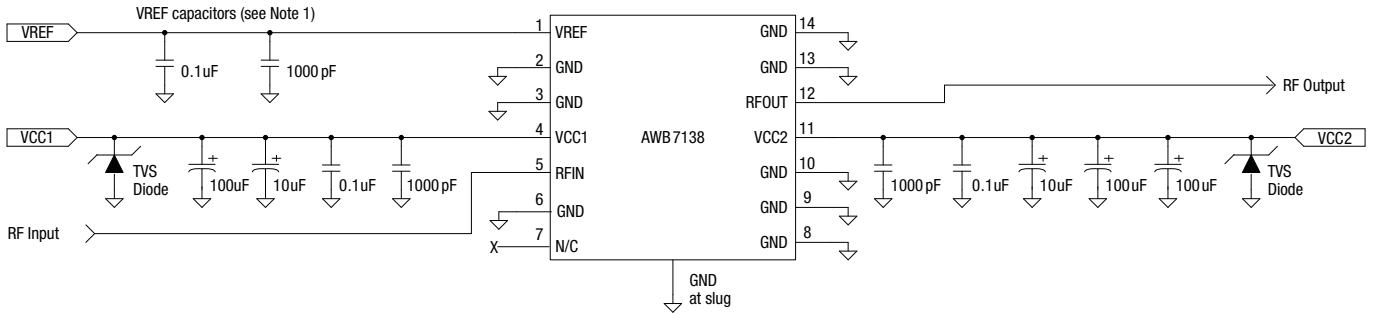 VREF capacitors (see Note 1)
VREF
0.1uF
1000 pF
VCC1
TVS
Diode
100uF
10uF
0.1uF
1000 pF
RF Input
X
1 VREF
2 GND
3 GND
4 VCC1
5 RFIN
6 GND
7 N/C
AWB7138
GND 14
GND 13
RFOUT 12
VCC2 11
GND 10
GND 9
GND 8
GND
at slug
RF Output
VCC2
1000 pF
0.1uF
10uF
100uF
100uF
TVS
Diode
+
+
+
+
+